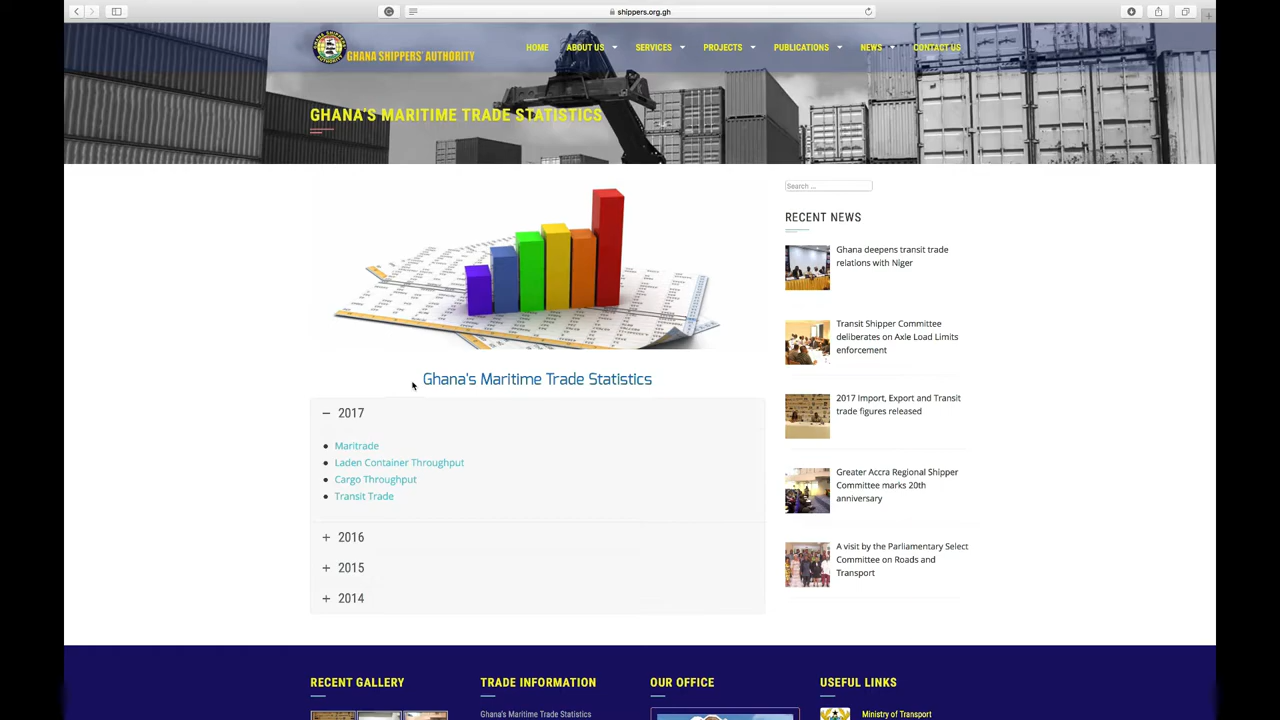 shippers.org.gh
GHANA SHIPPERS' AUTHORITY
HOME ABOUT US SERVICES PROJECTS PUBLICATIONS NEWS CONTACT US
GHANA'S MARITIME TRADE STATISTICS
Search ...
RECENT NEWS
Ghana deepens transit trade
relations with Niger
Transit Shipper Committee
deliberates on Axle Load Limits
enforcement
2017 Import, Export and Transit
trade figures released
Greater Accra Regional Shipper
Committee marks 20th
anniversary
A visit by the Parliamentary Select
Committee on Roads and
Transport
Ghana's Maritime Trade Statistics
2017
Maritrade
Laden Container Throughput
Cargo Throughput
Transit Trade
2016
2015
2014
RECENT GALLERY
TRADE INFORMATION
Ghana's Maritime Trade Statistics
OUR OFFICE
USEFUL LINKS
Ministry of Transport